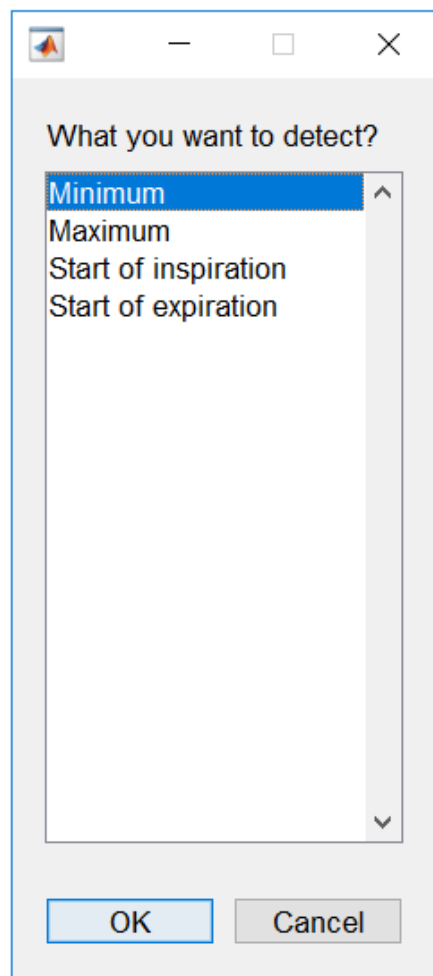 What you want to detect?
Minimum
Maximum
Start of inspiration
Start of expiration
OK
Cancel